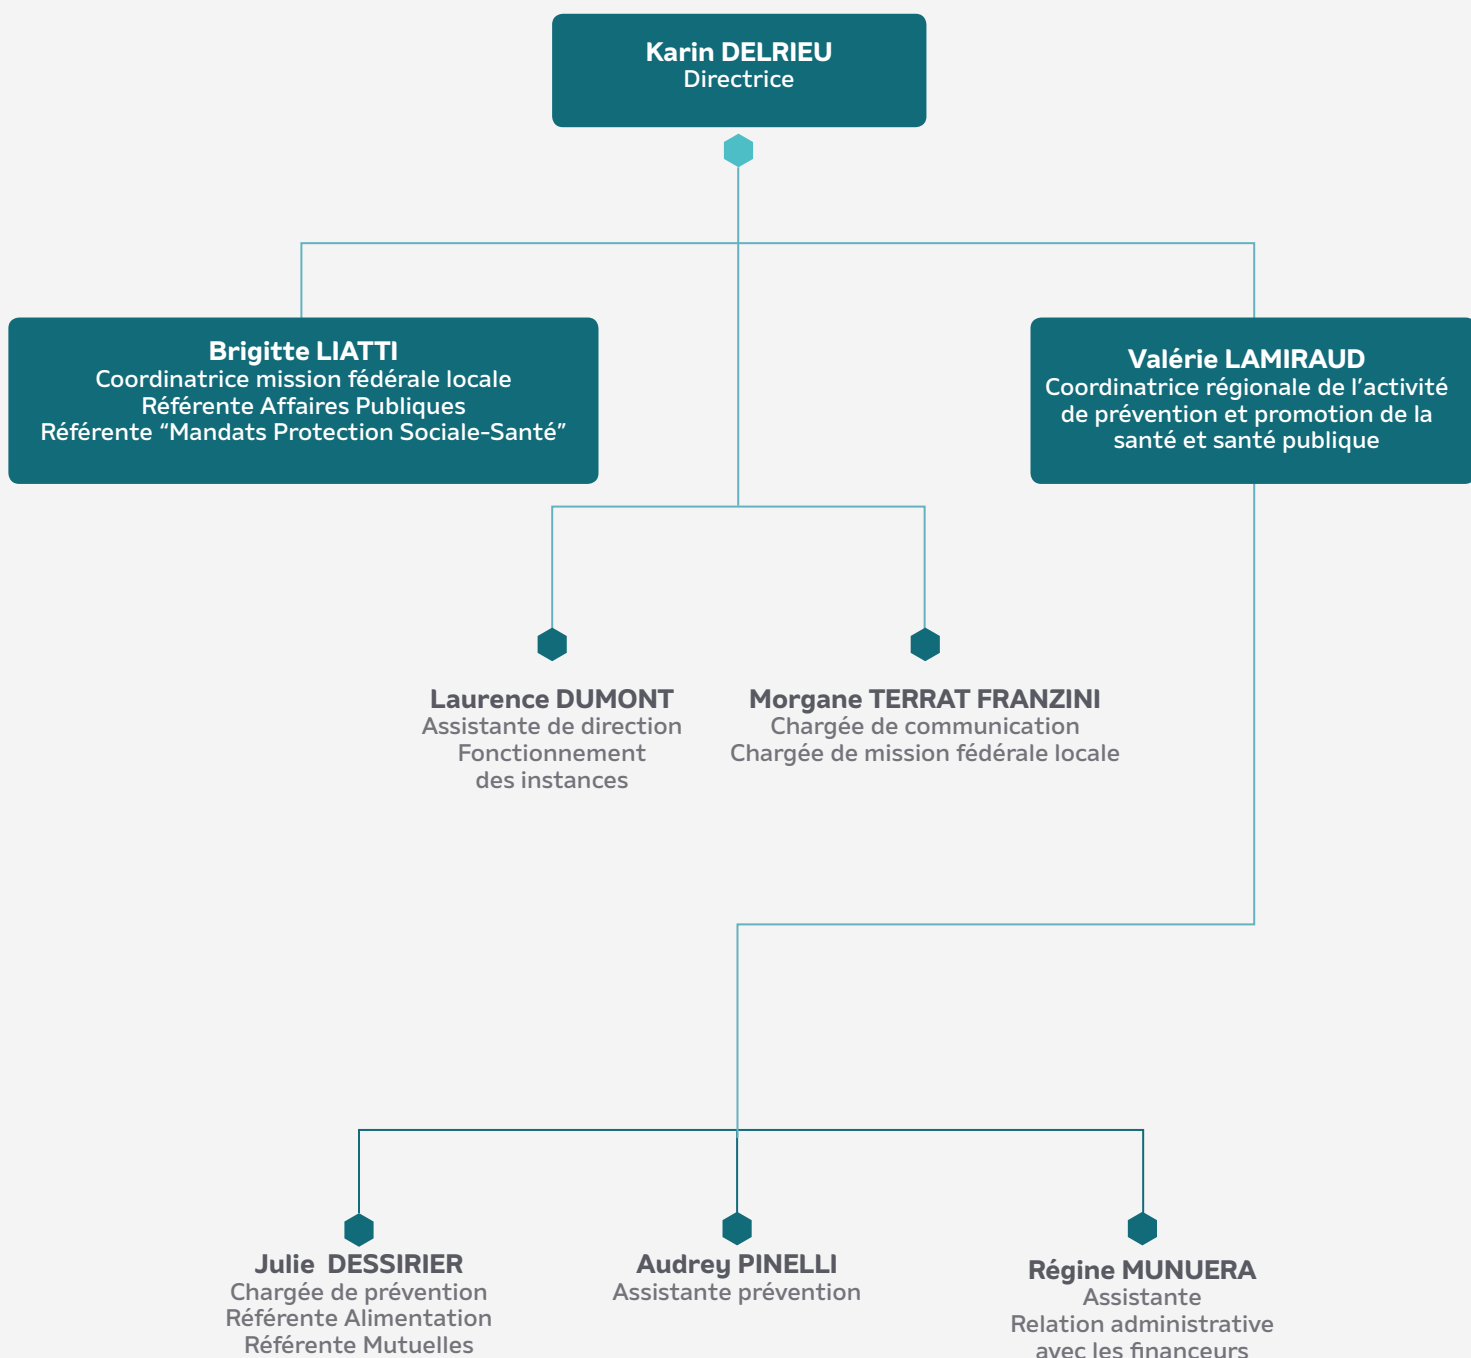 Karin DELRIEU
Directrice
Brigitte LIATTI
Coordinatrice mission fédérale locale
Référente Affaires Publiques
Référente “Mandats Protection Sociale-Santé”
Valérie LAMIRAUD
Coordinatrice régionale de l’activité
de prévention et promotion de la
santé et santé publique
Laurence DUMONT
Assistante de direction
Fonctionnement
des instances
Morgane TERRAT FRANZINI
Chargée de communication
Chargée de mission fédérale locale
Julie DESSIRIER
Chargée de prévention
Référente Alimentation
Référente Mutuelles
Audrey PINELLI
Assistante prévention
Régine MUNUERA
Assistante
Relation administrative
avec les financeurs